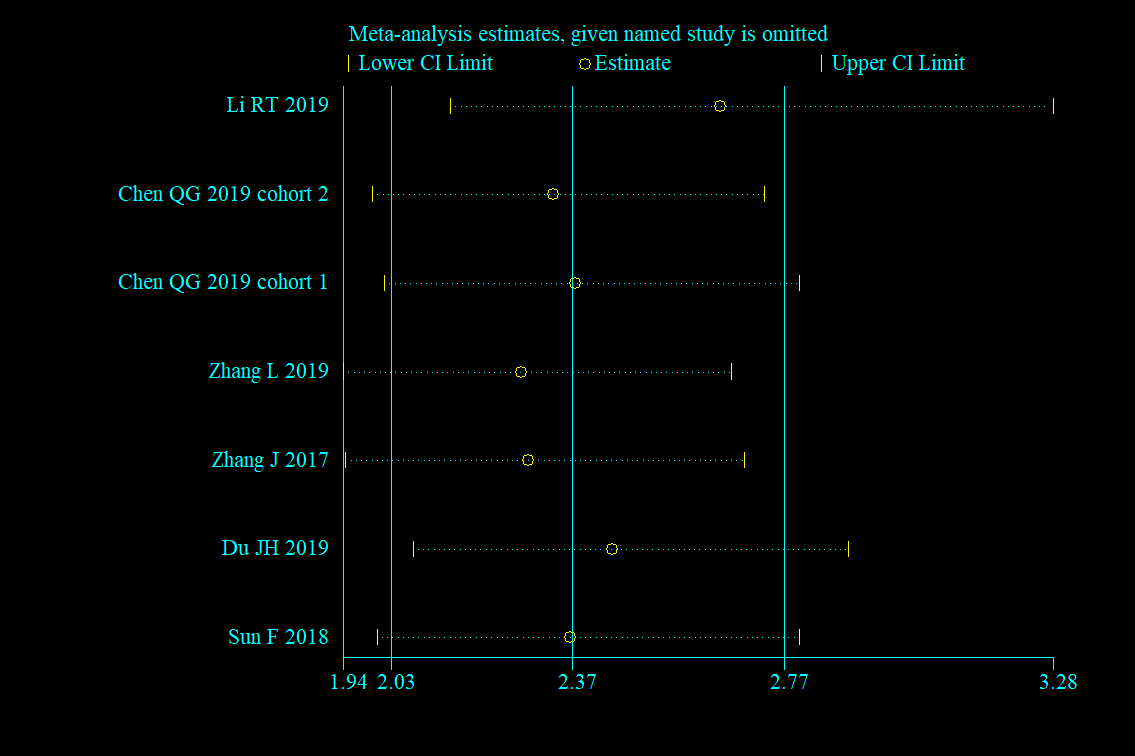 Meta-analysis estimates, given named study is omitted
Lower CI Limit Estimate Upper CI Limit
Li RT 2019
Chen QG 2019 cohort 2
Chen QG 2019 cohort 1
Zhang L 2019
Zhang J 2017
Du JH 2019
Sun F 2018
1.94 2.03 2.37 2.77 3.28